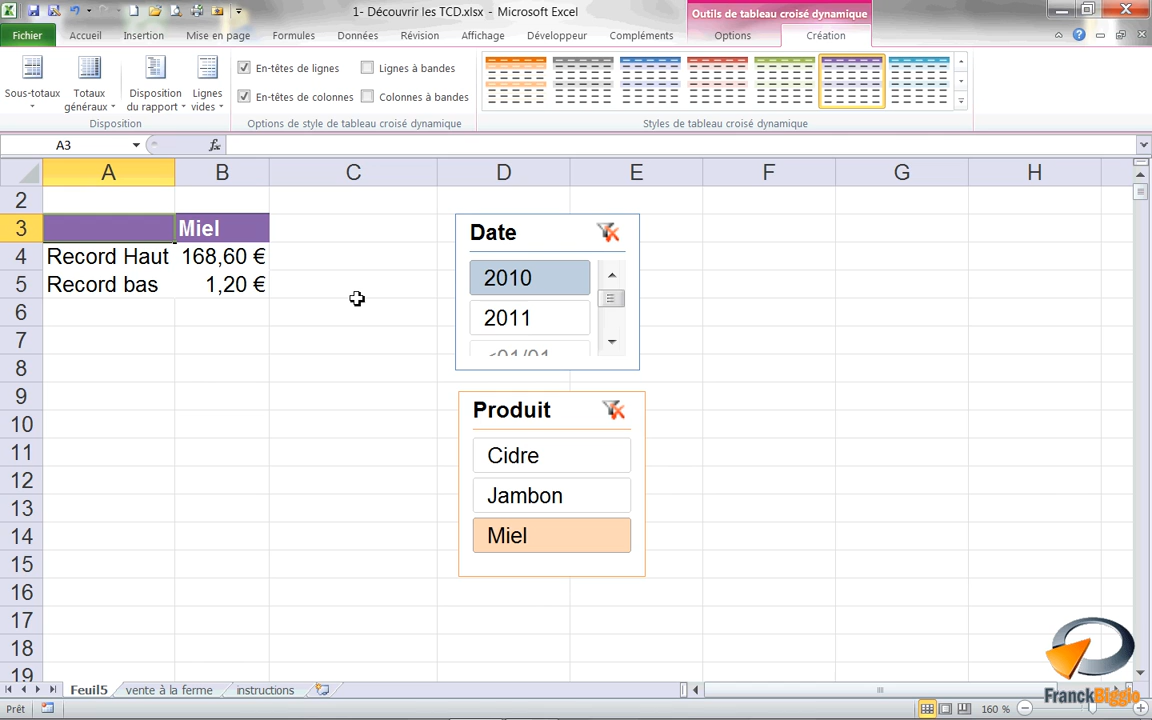 1- Découvrir les TCD.xlsx - Microsoft Excel
Outils de tableau croisé dynamique
Fichier Accueil Insertion Mise en page Formules Données Révision Affichage Développeur Compléments Options Création
Sous-totaux
Totaux généraux
Disposition du rapport
Lignes vides
En-têtes de lignes
Lignes à bandes
En-têtes de colonnes
Colonnes à bandes
Disposition
Options de style de tableau croisé dynamique
Styles de tableau croisé dynamique
A3
fx
A B C D E F G H
2
3 Miel
4 Record Haut 168,60 €
5 Record bas 1,20 €
6
7
8
9
10
11
12
13
14
15
16
17
18
19
Date
2010
2011
<01/01
Produit
Cidre
Jambon
Miel
FranckBiggio
Feuil5 vente à la ferme instructions
Prêt
160 %